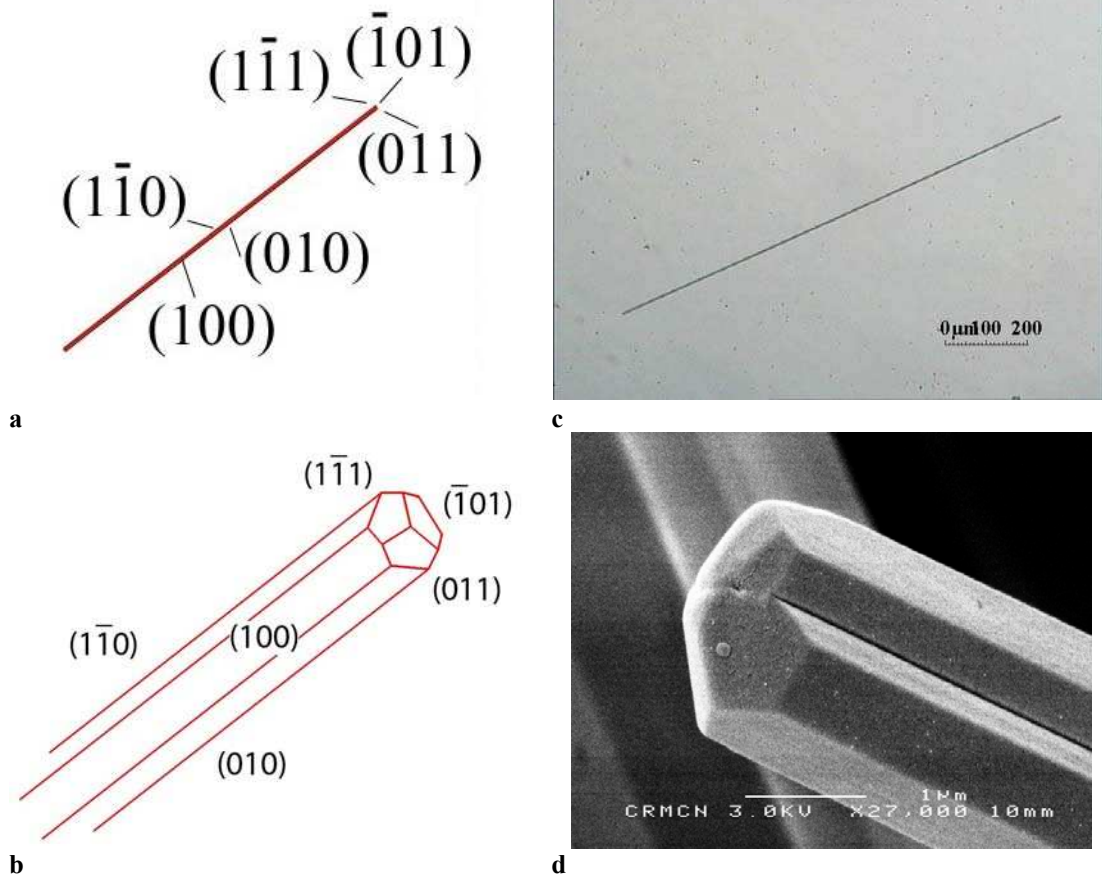 (1̄01)
(11̄1)
(011)
(11̄0)
(010)
(100)
a
0µm100 200
c
(11̄1)
(1̄01)
(011)
(11̄0)
(100)
(010)
b
1µm
CRMCN 3.0KV X27,000 10mm
d